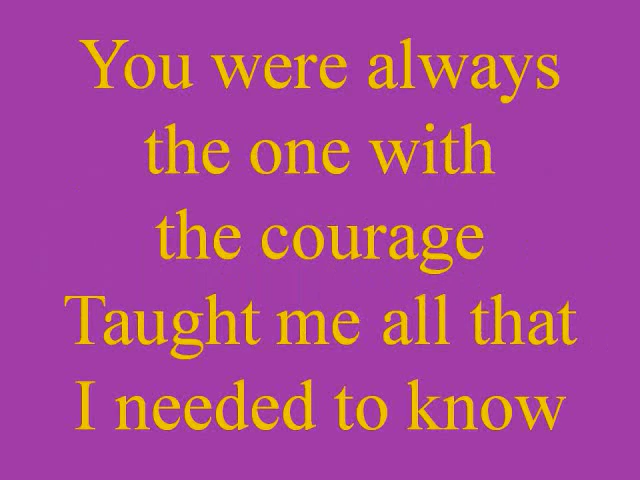 You were always
the one with
the courage
Taught me all that
I needed to know